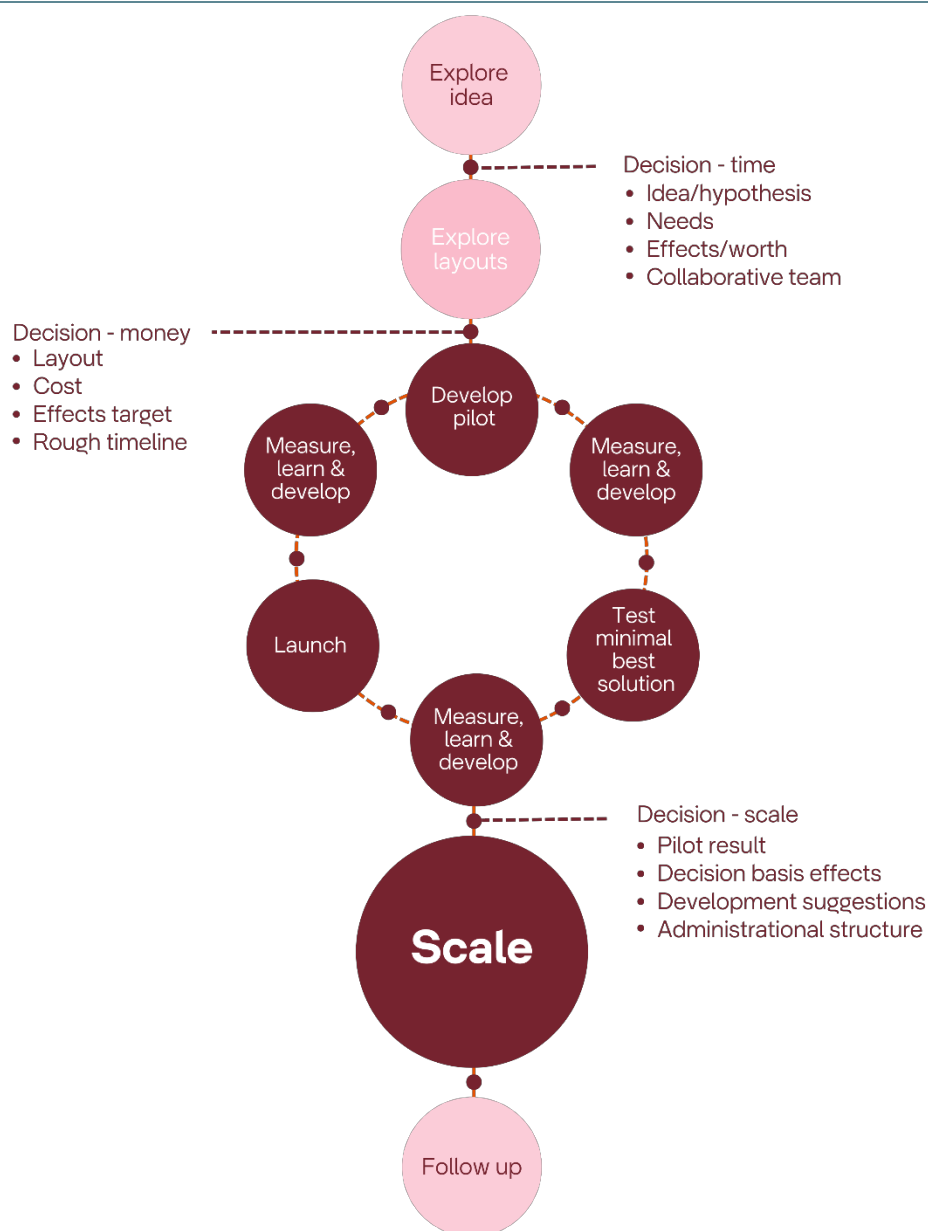 Explore
idea
Decision - time
• Idea/hypothesis
• Needs
• Effects/worth
• Collaborative team
Explore
layouts
Decision - money
• Layout
• Cost
• Effects target
• Rough timeline
Develop
pilot
Measure,
learn &
develop
Measure,
learn &
develop
Launch
Test
minimal
best
solution
Measure,
learn &
develop
Decision - scale
• Pilot result
• Decision basis effects
• Development suggestions
• Administrational structure
Scale
Follow up